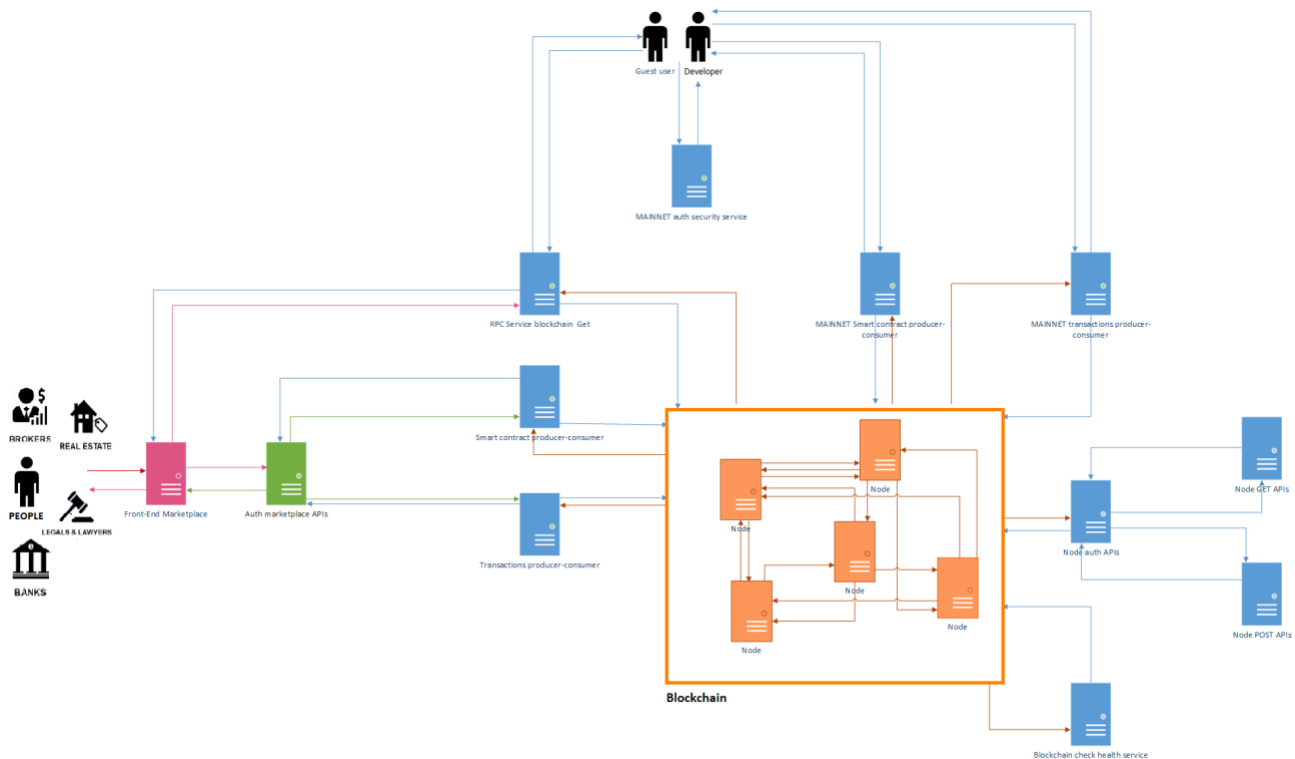 Guest user
Developer
MAINNET auth security service
RPC Service blockchain Get
MAINNET Smart contract producer-
consumer
MAINNET transactions producer-
consumer
$
BROKERS
REAL ESTATE
Smart contract producer-consumer
PEOPLE
LEGALS & LAWYERS
BANKS
Front-End Marketplace
Auth marketplace APIs
Transactions producer-consumer
Node
Node
Node
Node
Node
Blockchain
Node GET APIs
Node auth APIs
Node POST APIs
Blockchain check health service